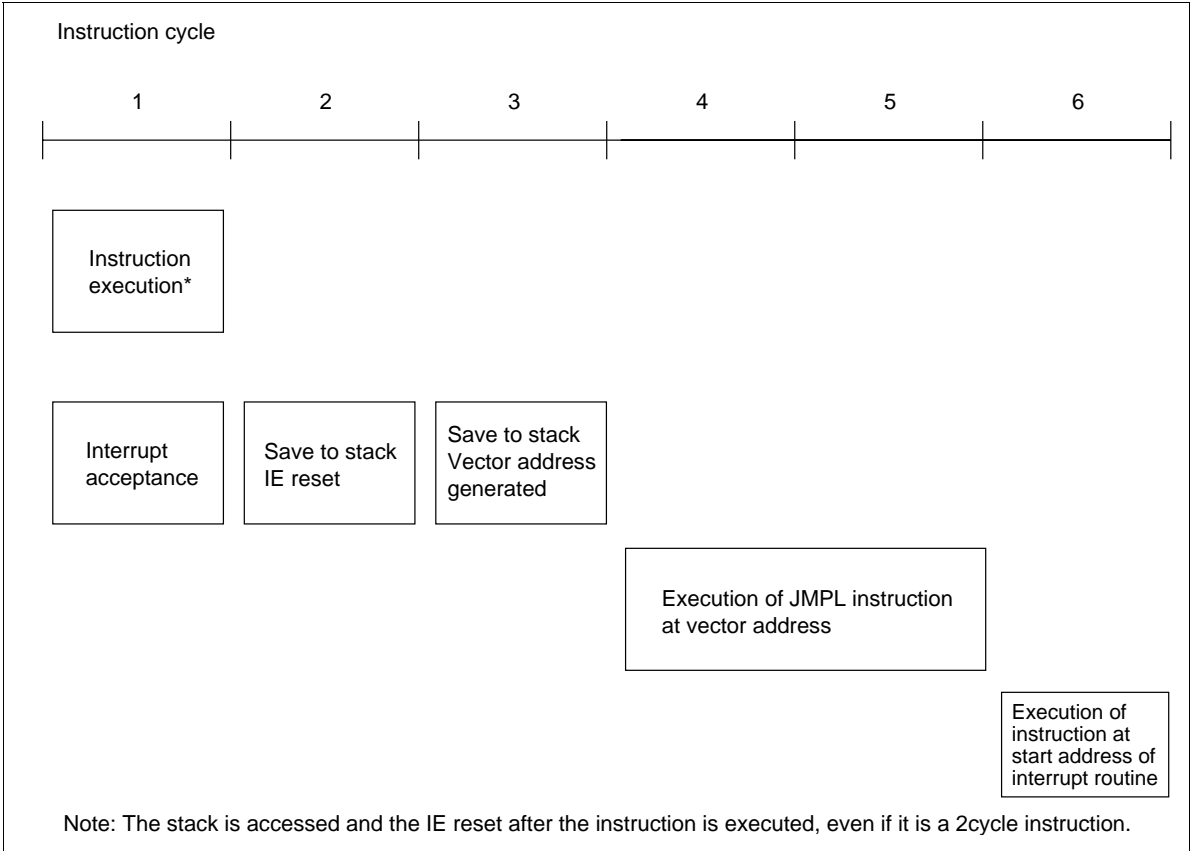 Instruction cycle
1 2 3 4 5 6
Instruction
execution*
Interrupt
acceptance
Save to stack
IE reset
Save to stack
Vector address
generated
Execution of JMPL instruction
at vector address
Execution of
instruction at
start address of
interrupt routine
Note: The stack is accessed and the IE reset after the instruction is executed, even if it is a 2cycle instruction.